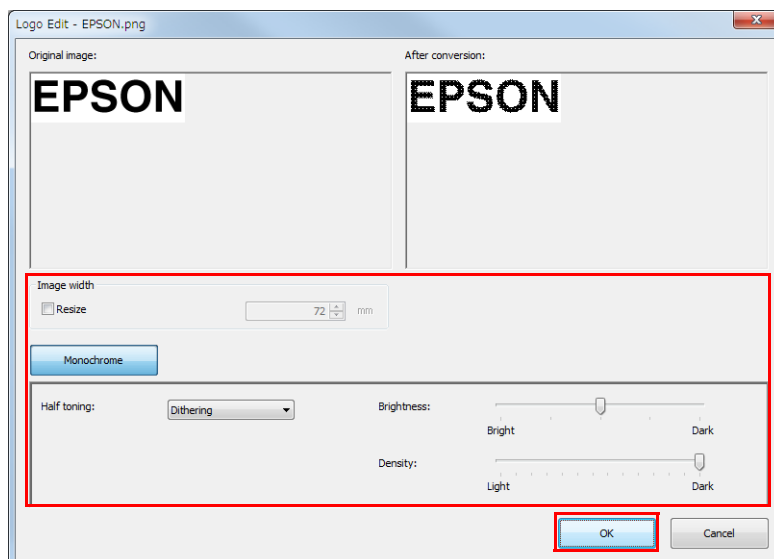 Logo Edit - EPSON.png
Original image:
After conversion:
EPSON
EPSON
Image width
Resize
72
mm
Monochrome
Half toning:
Dithering
Brightness:
Bright
Dark
Density:
Light
Dark
OK
Cancel